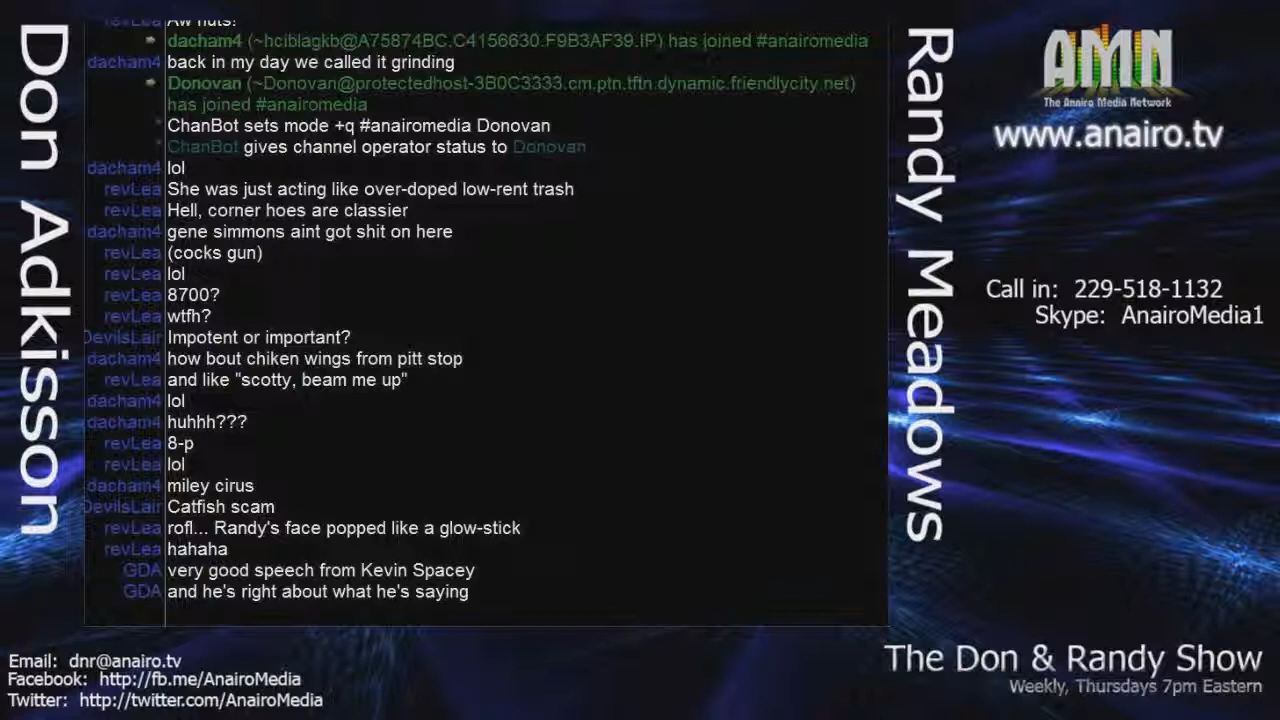 Don Adkisson
revLea Aw nuts!
dacham4 (~hciblagkb@A75874BC.C4156630.F9B3AF39.IP) has joined #anairomedia
dacham4 back in my day we called it grinding
Donovan (~Donovan@protectedhost-3B0C3333.cm.ptn.tftn.dynamic.friendlycity.net)
has joined #anairomedia
ChanBot sets mode +q #anairomedia Donovan
ChanBot gives channel operator status to Donovan
dacham4 lol
revLea She was just acting like over-doped low-rent trash
revLea Hell, corner hoes are classier
dacham4 gene simmons aint got shit on here
revLea (cocks gun)
revLea lol
revLea 8700?
revLea wtfh?
DevilsLair Impotent or important?
dacham4 how bout chiken wings from pitt stop
revLea and like "scotty, beam me up"
dacham4 lol
dacham4 huhhh???
revLea 8-p
revLea lol
dacham4 miley cirus
DevilsLair Catfish scam
revLea rofl... Randy's face popped like a glow-stick
revLea hahaha
GDA very good speech from Kevin Spacey
GDA and he's right about what he's saying
Randy Meadows
AMN
The Anairo Media Network
www.anairo.tv
Call in: 229-518-1132
Skype: AnairoMedia1
Email: dnr@anairo.tv
Facebook: http://fb.me/AnairoMedia
Twitter: http://twitter.com/AnairoMedia
The Don & Randy Show
Weekly, Thursdays 7pm Eastern